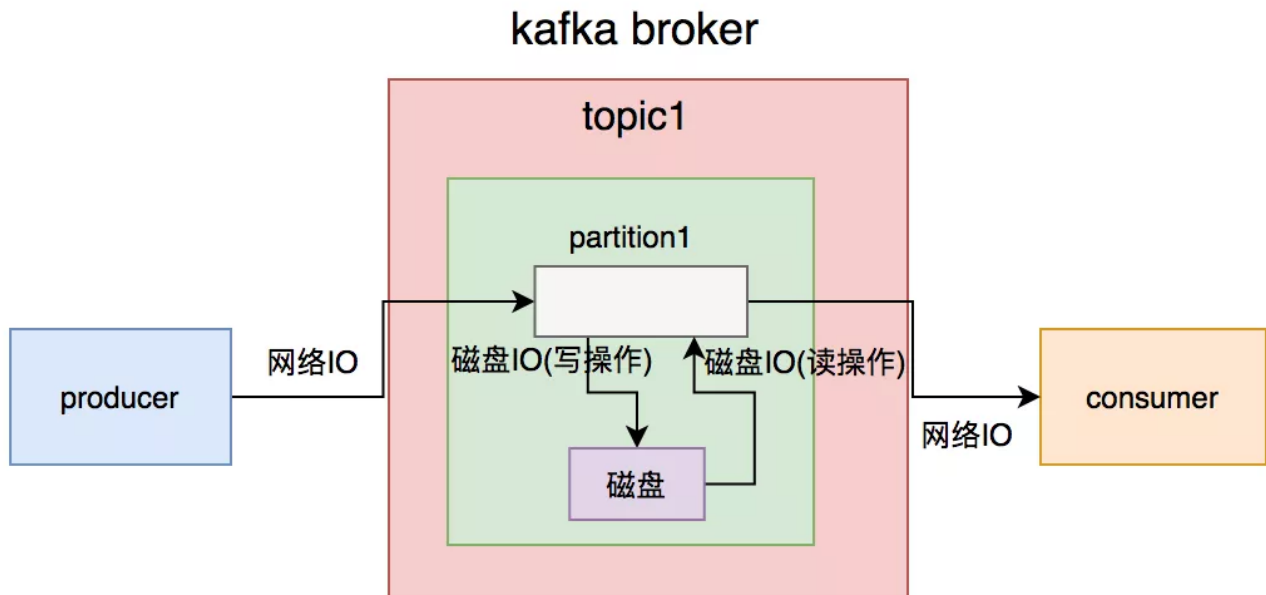 kafka broker
topic1
partition1
网络IO
磁盘IO(写操作)
磁盘IO(读操作)
producer
consumer
网络IO
磁盘